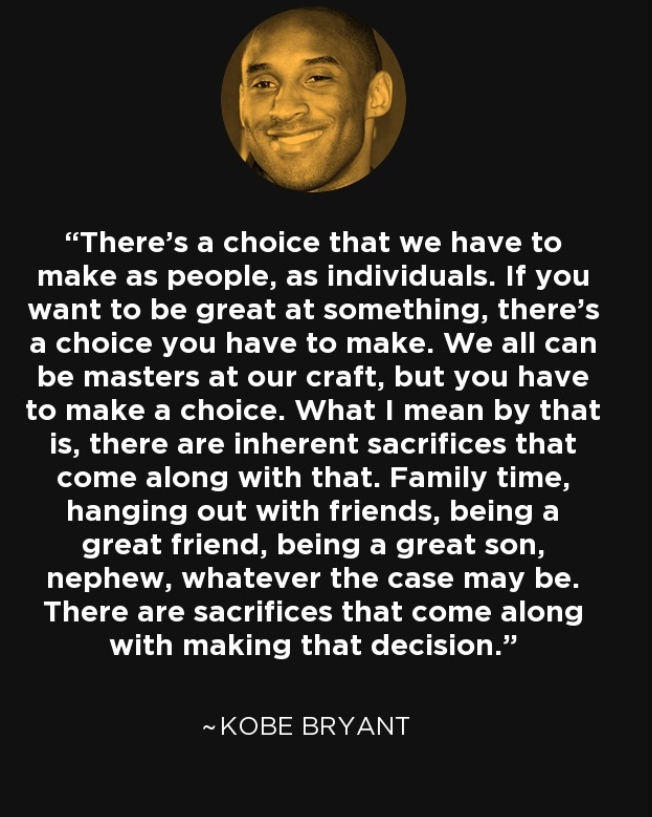 “There’s a choice that we have to
make as people, as individuals. If you
want to be great at something, there’s
a choice you have to make. We all can
be masters at our craft, but you have
to make a choice. What I mean by that
is, there are inherent sacrifices that
come along with that. Family time,
hanging out with friends, being a
great friend, being a great son,
nephew, whatever the case may be.
There are sacrifices that come along
with making that decision.”
~KOBE BRYANT